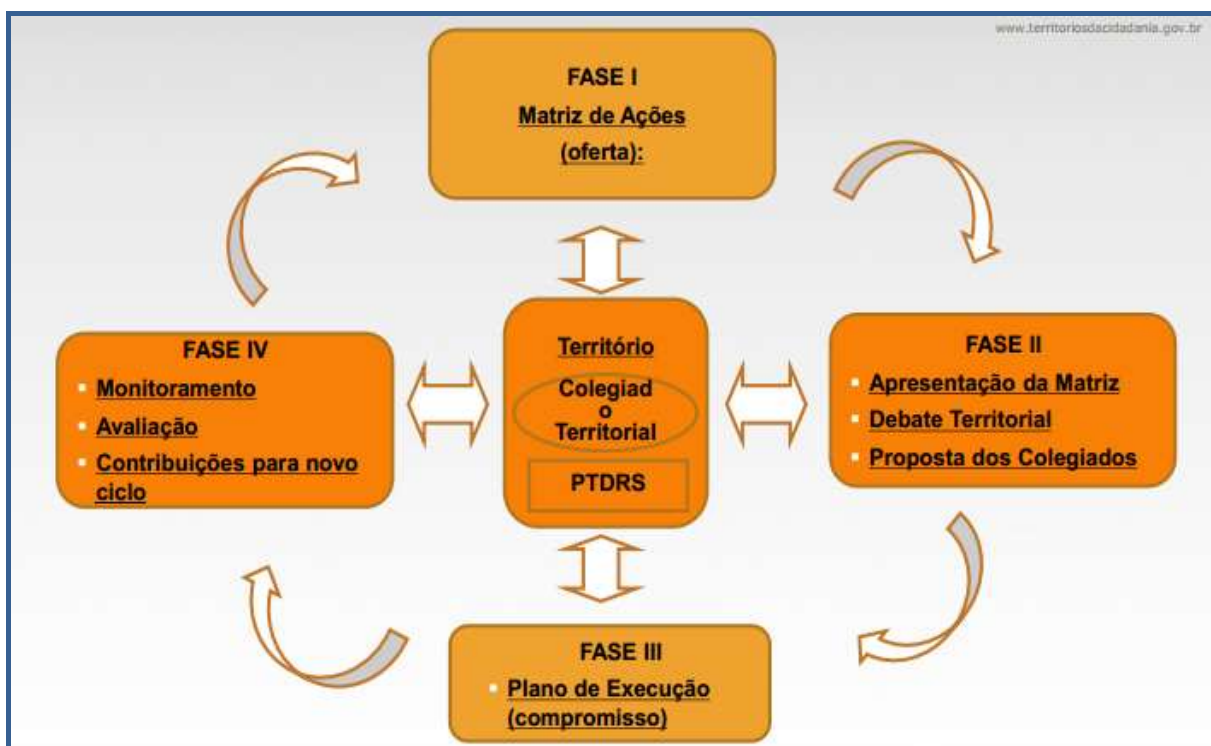 www.territoriosdacidadania.gov.br
FASE I
Matriz de Ações
(oferta):
FASE IV
Monitoramento
Avaliação
Contribuições para novo
ciclo
Território
Colegiad
o
Territorial
PTDRS
FASE II
Apresentação da Matriz
Debate Territorial
Proposta dos Colegiados
FASE III
Plano de Execução
(compromisso)